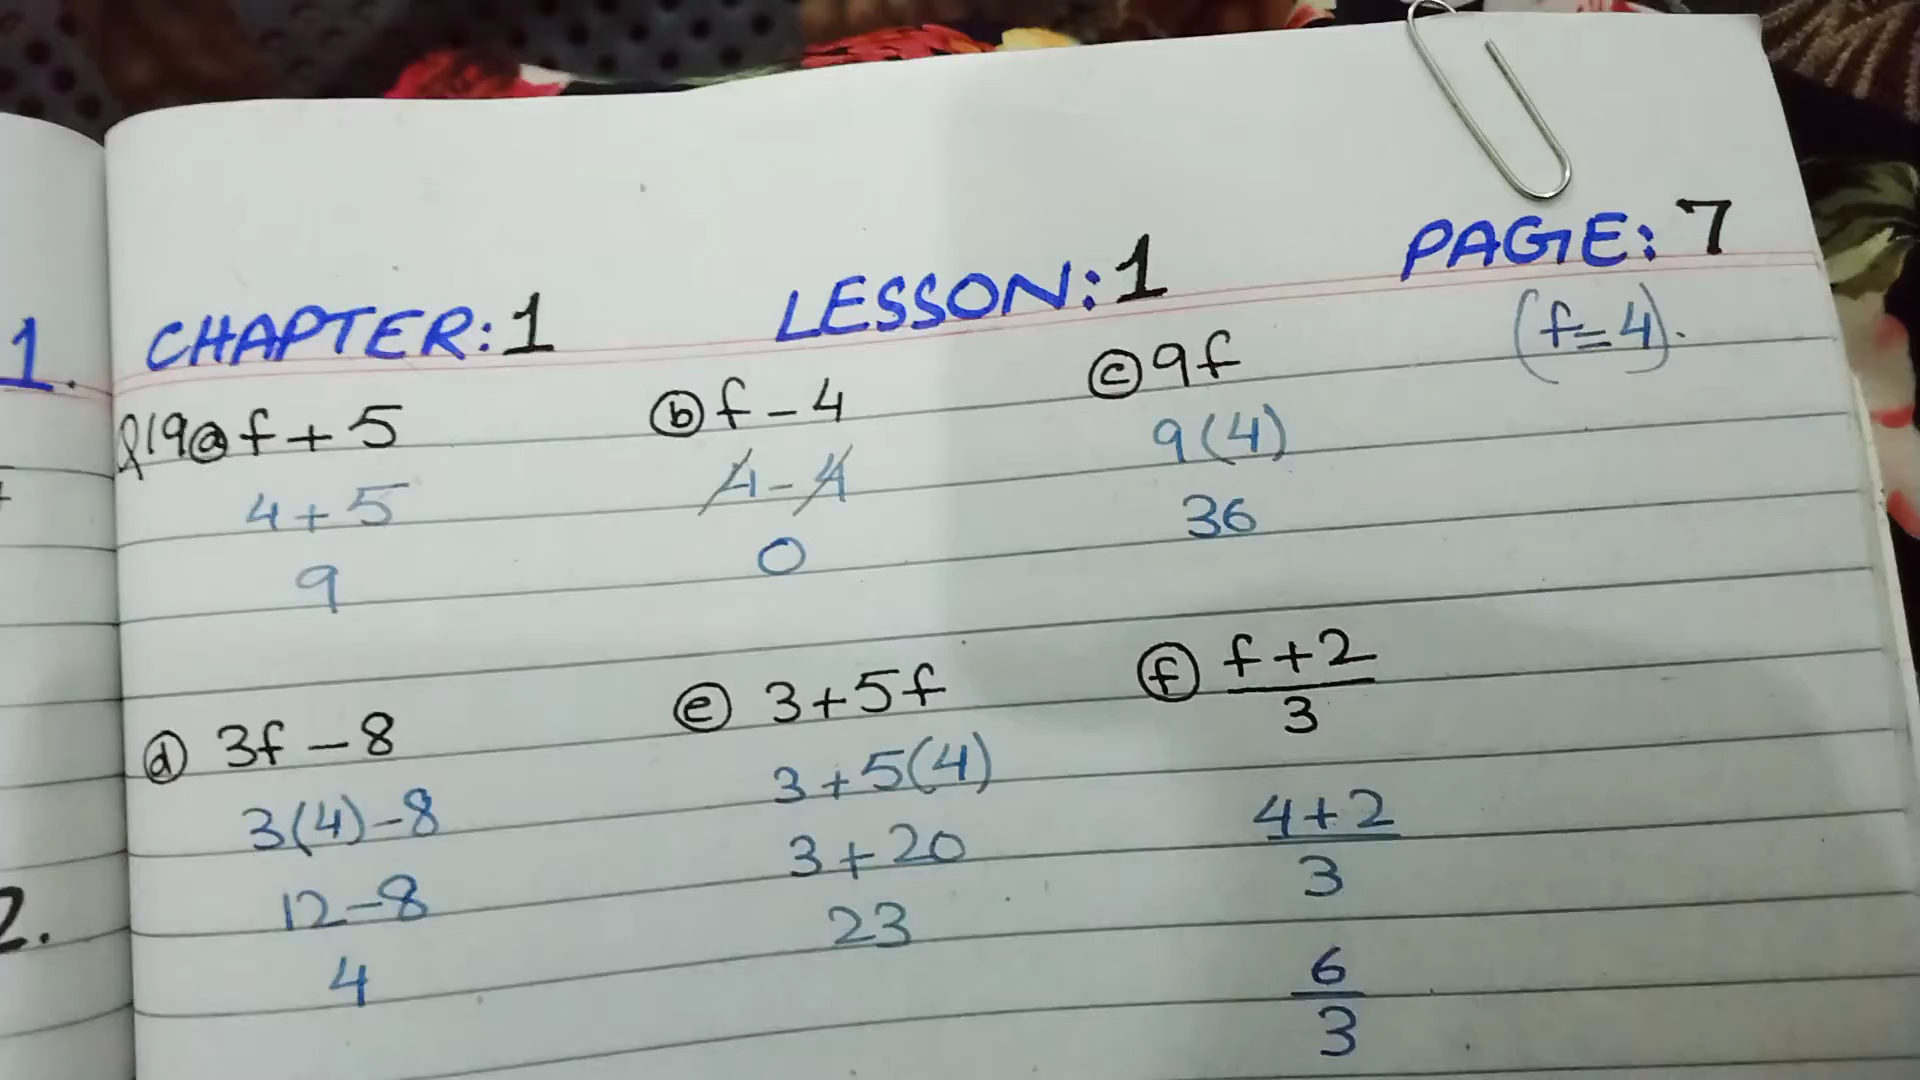 1. CHAPTER: 1 LESSON: 1 PAGE: 7
(f=4).
Q19 ⓐ f + 5
4 + 5
9
ⓑ f - 4
4 - 4
0
ⓒ 9f
9(4)
36
ⓓ 3f - 8
3(4) - 8
12 - 8
4
ⓔ 3 + 5f
3 + 5(4)
3 + 20
23
ⓕ f + 2
3
4 + 2
3
6
3
2.